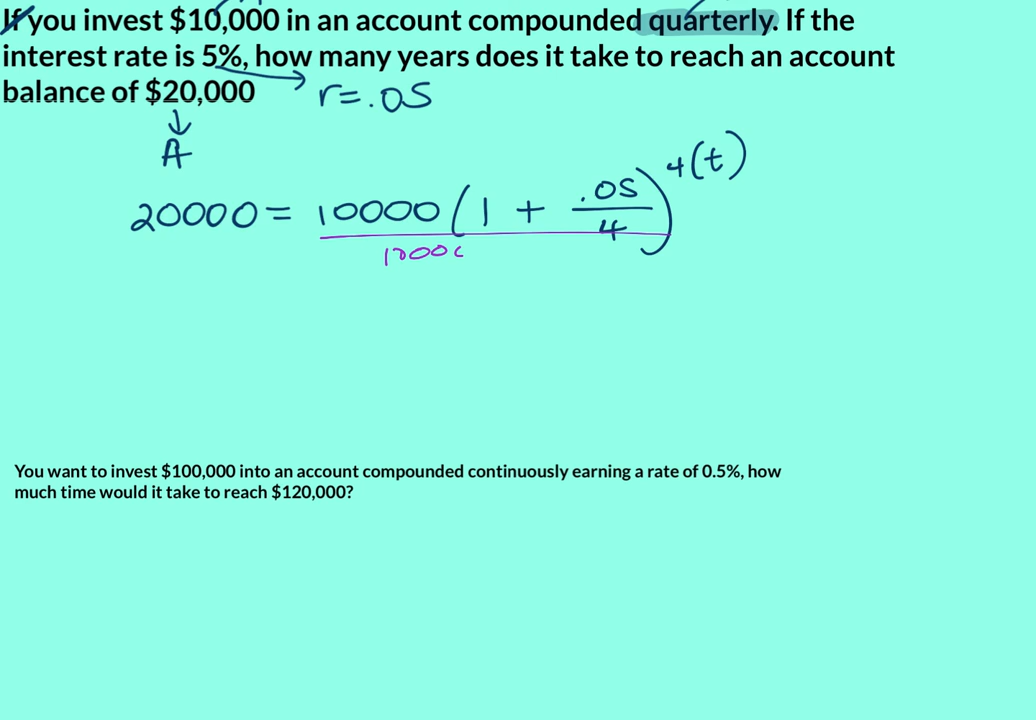 If you invest $10,000 in an account compounded quarterly. If the
interest rate is 5%, how many years does it take to reach an account
balance of $20,000
r=.05
A
20000 = 10000 (1 + .05/4)^4(t)
1000c
You want to invest $100,000 into an account compounded continuously earning a rate of 0.5%, how
much time would it take to reach $120,000?